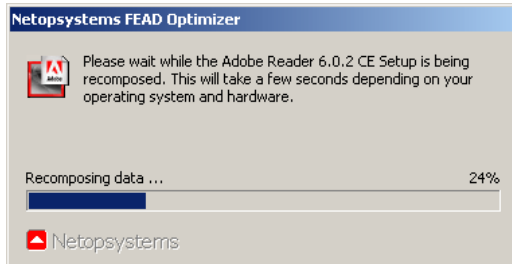 Netopsystems FEAD Optimizer
Please wait while the Adobe Reader 6.0.2 CE Setup is being
recomposed. This will take a few seconds depending on your
operating system and hardware.
Adobe
Recomposing data ... 24%
Netopsystems